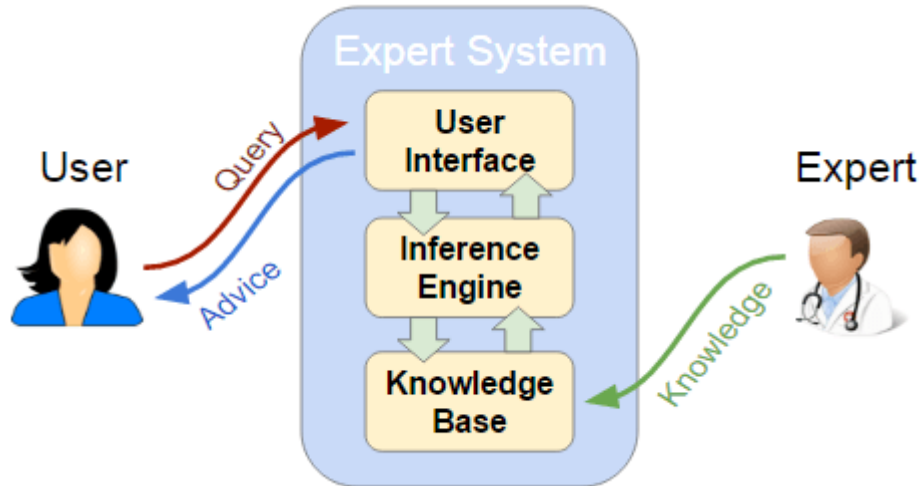 Expert System
User
Interface
Query
User
Advice
Inference
Engine
Knowledge
Base
Expert
Knowledge